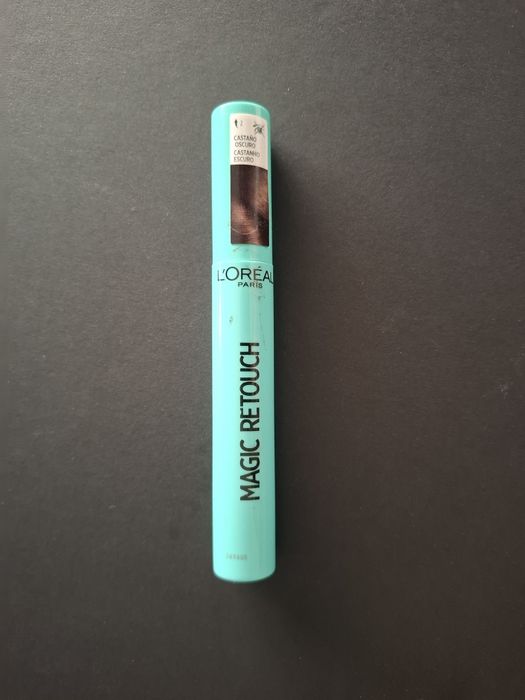 2
CASTAÑO
OSCURO
CASTANHO
ESCURO
L'ORÉAL
PARIS
MAGIC RETOUCH